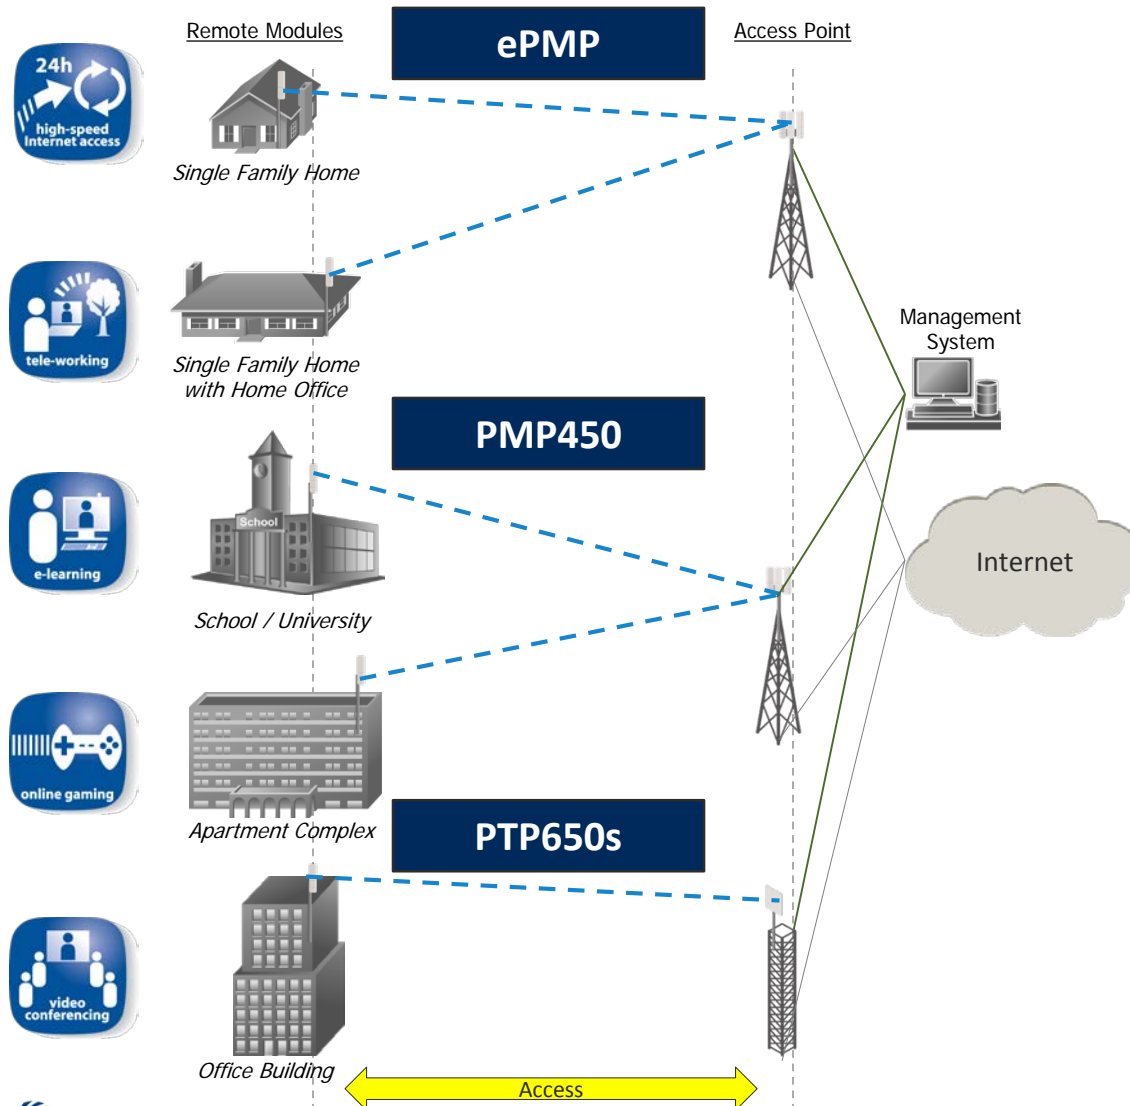 Remote Modules
ePMP
Access Point
24h
high-speed
Internet access
Single Family Home
tele-working
Single Family Home
with Home Office
Management
System
PMP450
School
e-learning
School / University
Internet
online gaming
Apartment Complex
PTP650s
video
conferencing
Office Building
Access